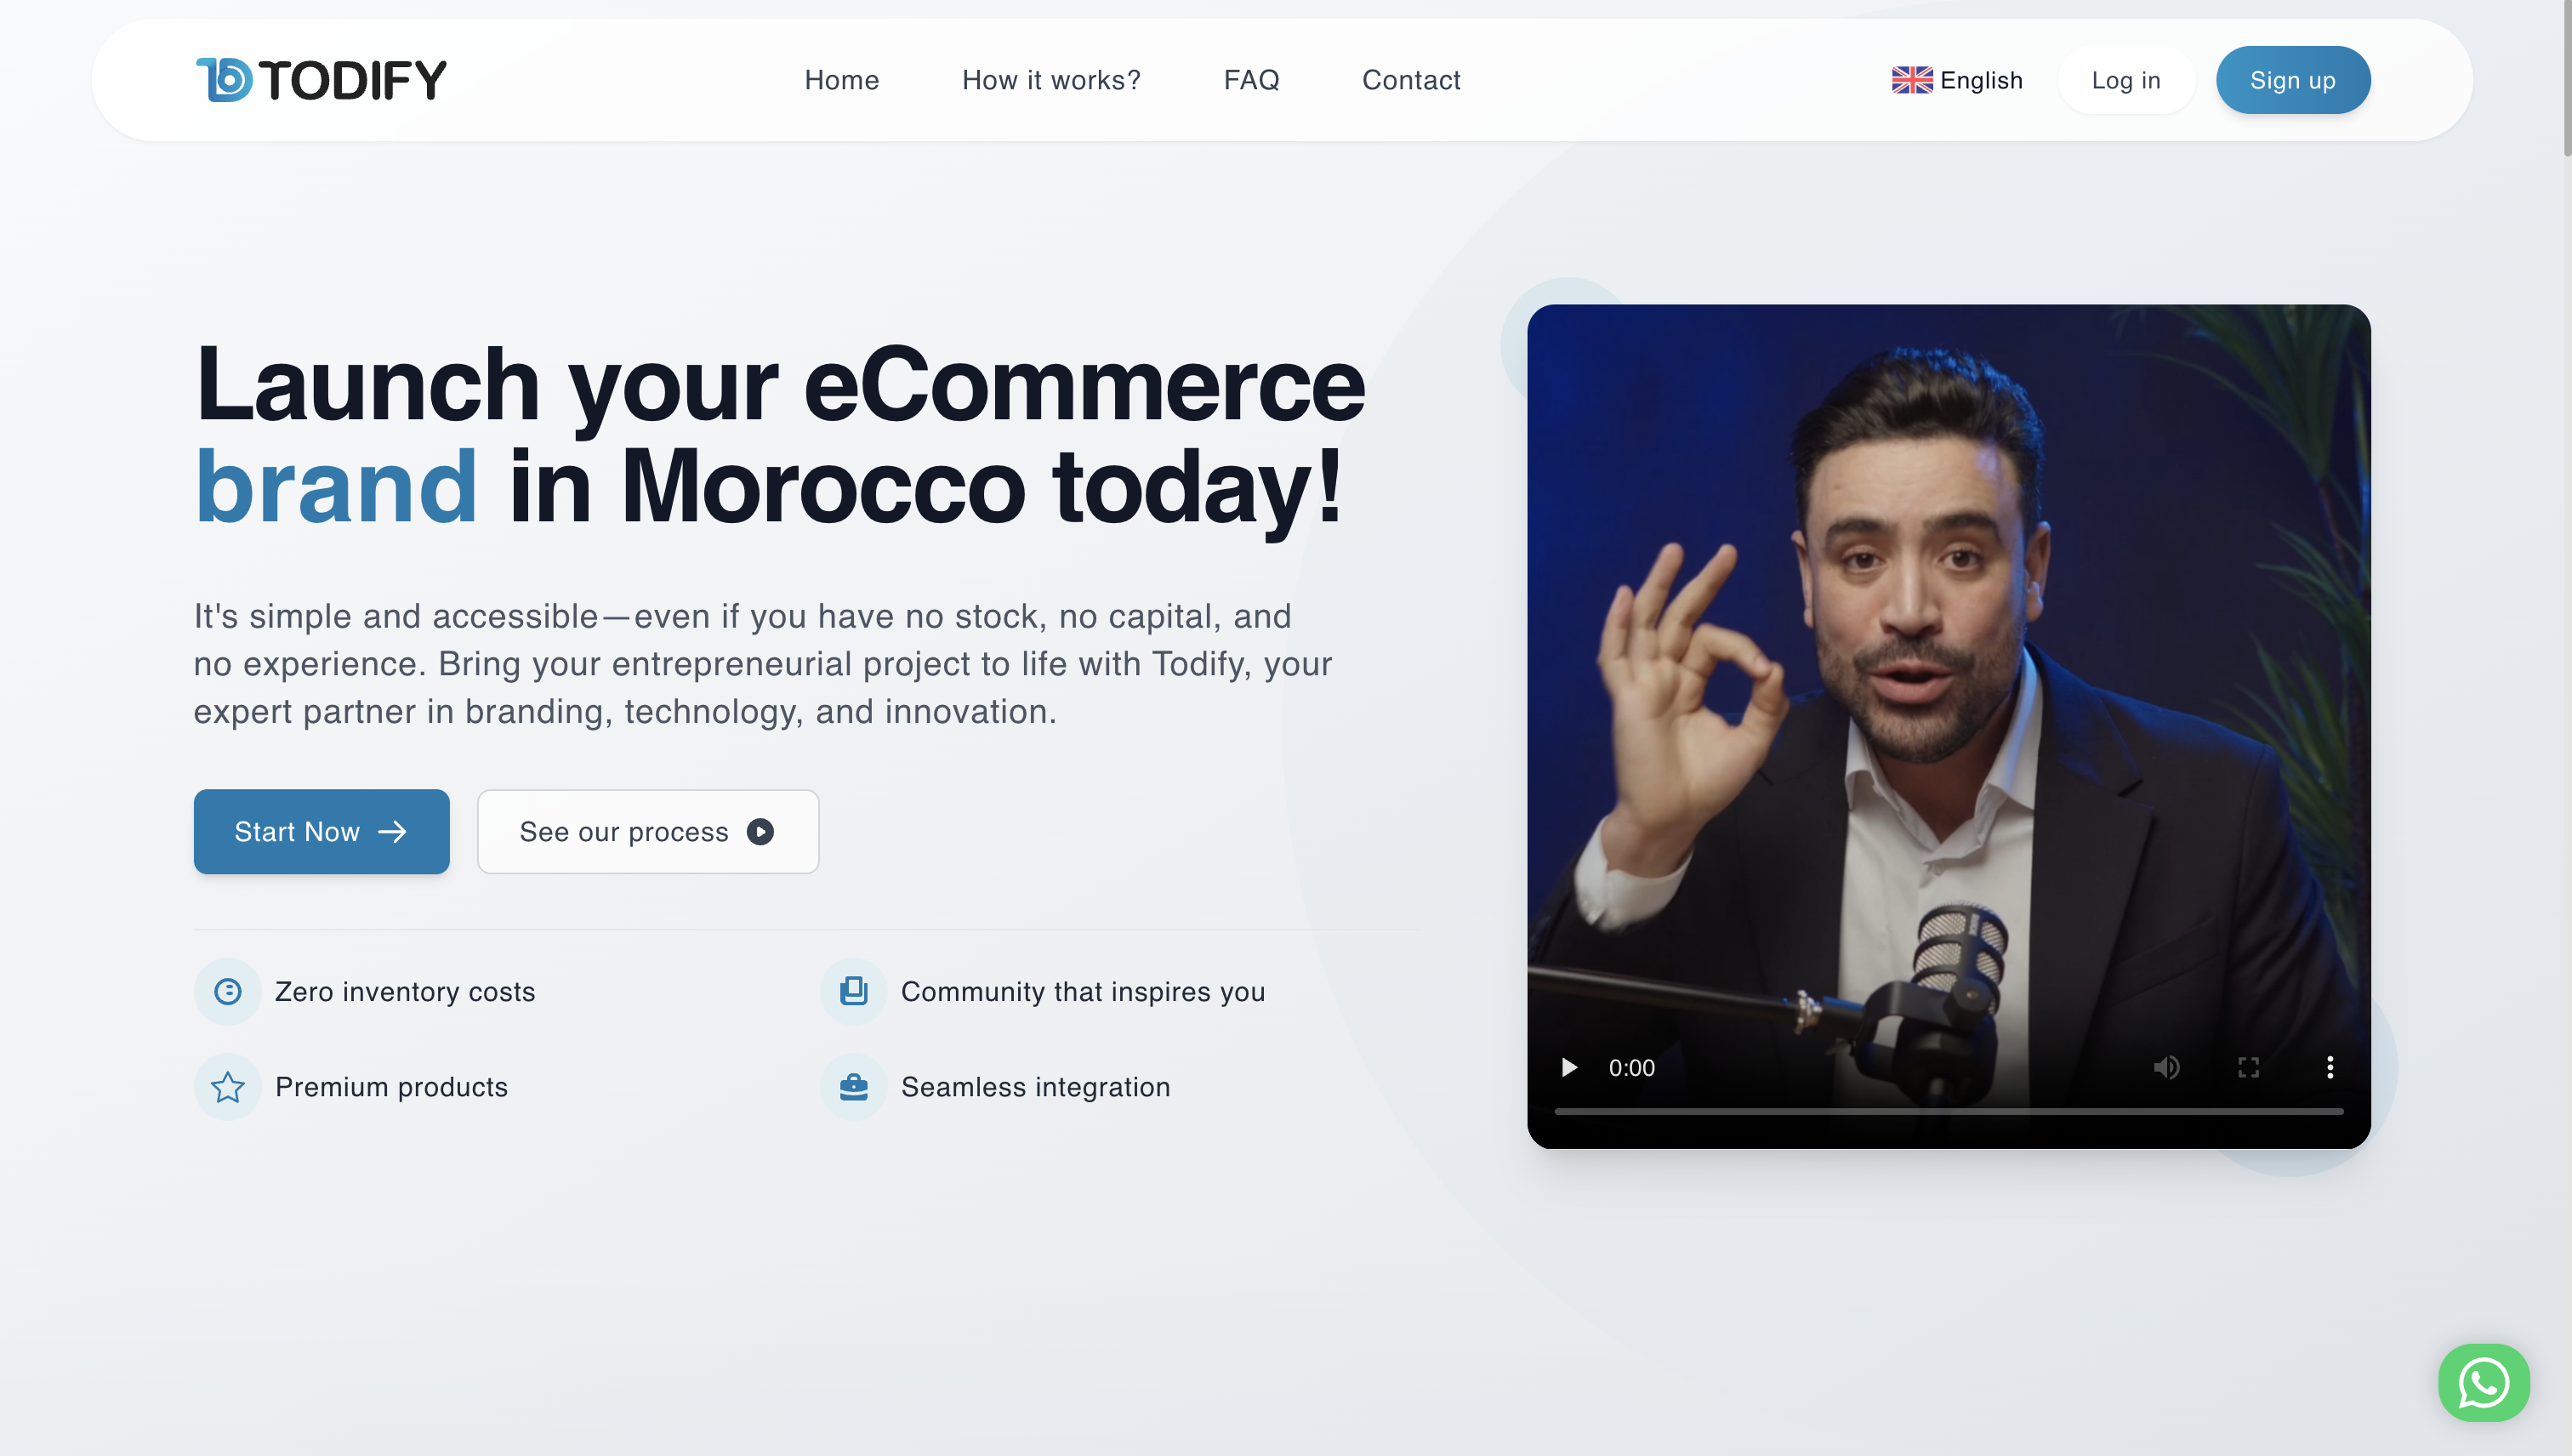 TODIFY
Home
How it works?
FAQ
Contact
English
Log in
Sign up
Launch your eCommerce
brand in Morocco today!
It's simple and accessible—even if you have no stock, no capital, and
no experience. Bring your entrepreneurial project to life with Todify, your
expert partner in branding, technology, and innovation.
Start Now
See our process
Zero inventory costs
Community that inspires you
Premium products
Seamless integration
0:00